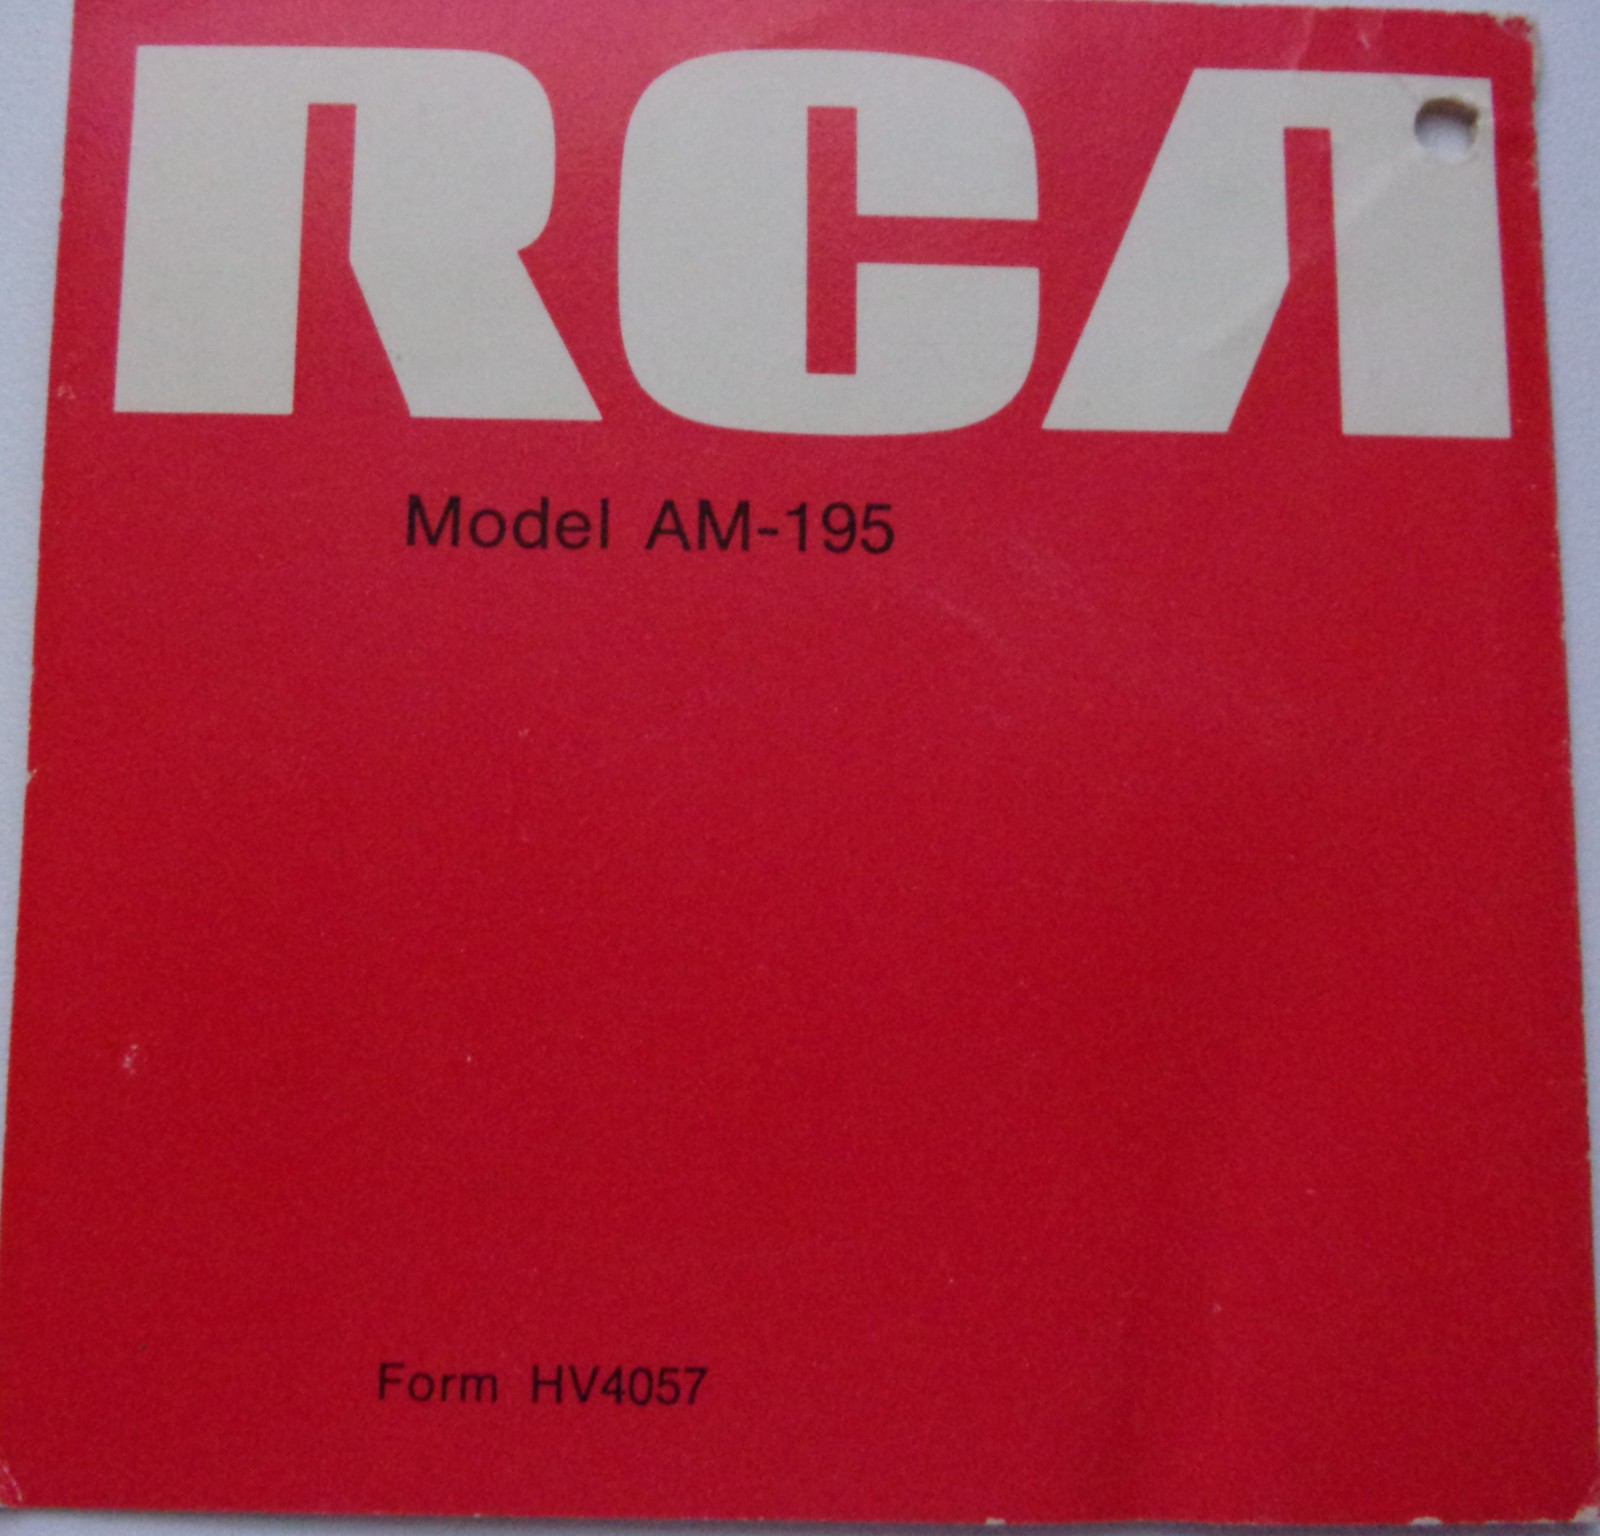 RCA
Model AM-195
Form HV4057